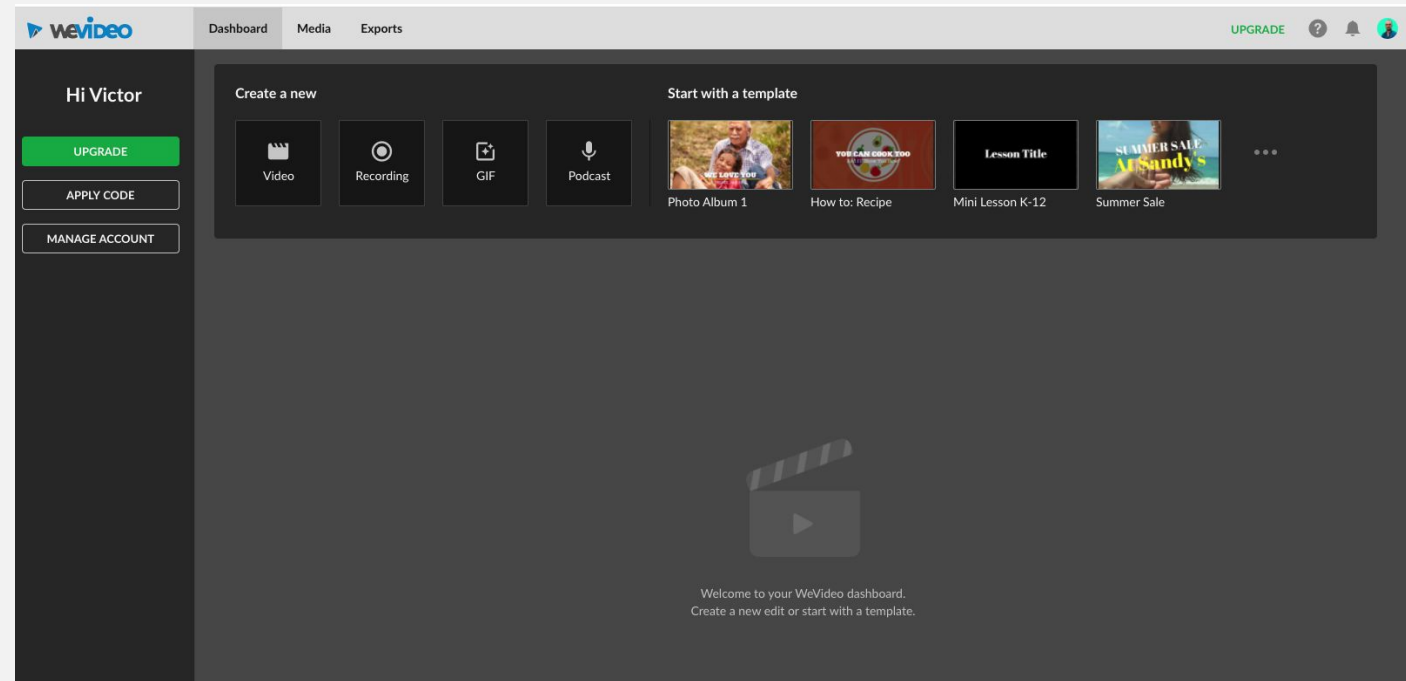 wevideo
Dashboard Media Exports
UPGRADE
Hi Victor
UPGRADE
APPLY CODE
MANAGE ACCOUNT
Create a new
Video
Recording
GIF
Podcast
Start with a template
WE LOVE YOU
Photo Album 1
YOU CAN COOK TOO
How to: Recipe
Lesson Title
Mini Lesson K-12
SUMMER SALE
At Sandy's
Summer Sale
Welcome to your WeVideo dashboard.
Create a new edit or start with a template.